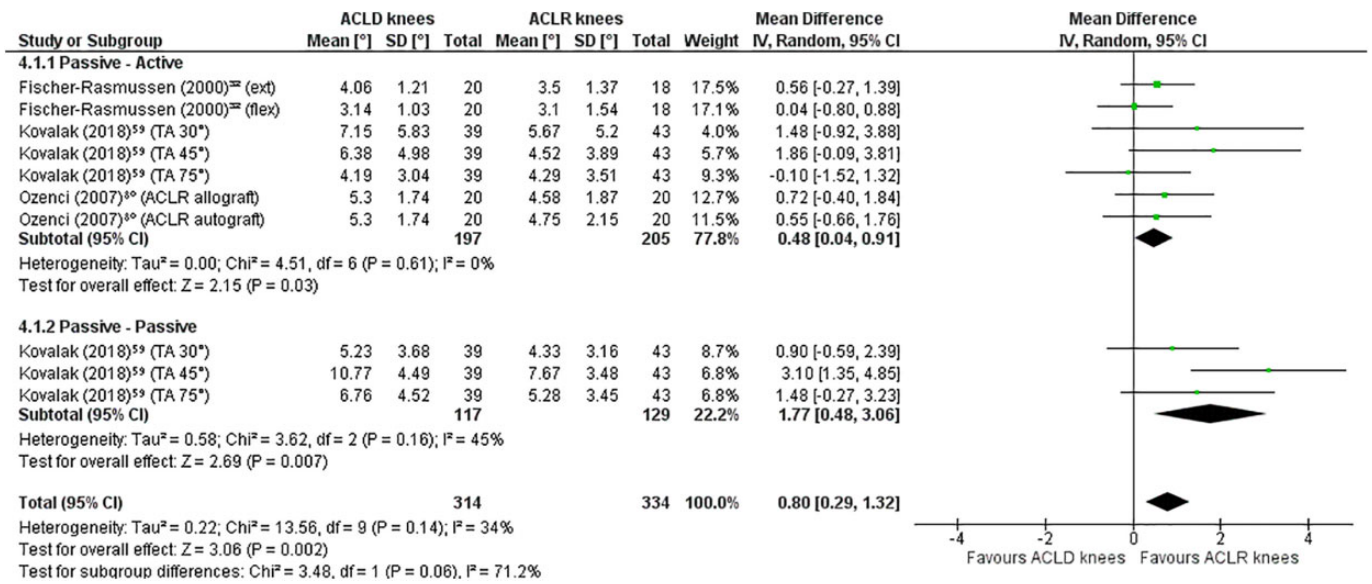 ACLD knees ACLR knees Mean Difference Mean Difference
Study or Subgroup Mean [°] SD [°] Total Mean [°] SD [°] Total Weight IV, Random, 95% CI IV, Random, 95% CI
4.1.1 Passive - Active
Fischer-Rasmussen (2000) (ext) 4.06 1.21 20 3.5 1.37 18 17.5% 0.56 [-0.27, 1.39]
Fischer-Rasmussen (2000) (flex) 3.14 1.03 20 3.1 1.54 18 17.1% 0.04 [-0.80, 0.88]
Kovalak (2018)⁵⁹ (TA 30°) 7.15 5.83 39 5.67 5.2 43 4.0% 1.48 [-0.92, 3.88]
Kovalak (2018)⁵⁹ (TA 45°) 6.38 4.98 39 4.52 3.89 43 5.7% 1.86 [-0.09, 3.81]
Kovalak (2018)⁵⁹ (TA 75°) 4.19 3.04 39 4.29 3.51 43 9.3% -0.10 [-1.52, 1.32]
Ozenci (2007)⁸⁰ (ACLR allograft) 5.3 1.74 20 4.58 1.87 20 12.7% 0.72 [-0.40, 1.84]
Ozenci (2007)⁸⁰ (ACLR autograft) 5.3 1.74 20 4.75 2.15 20 11.5% 0.55 [-0.66, 1.76]
Subtotal (95% CI) 197 205 77.8% 0.48 [0.04, 0.91]
Heterogeneity: Tau² = 0.00; Chi² = 4.51, df = 6 (P = 0.61); I² = 0%
Test for overall effect: Z = 2.15 (P = 0.03)
4.1.2 Passive - Passive
Kovalak (2018)⁵⁹ (TA 30°) 5.23 3.68 39 4.33 3.16 43 8.7% 0.90 [-0.59, 2.39]
Kovalak (2018)⁵⁹ (TA 45°) 10.77 4.49 39 7.67 3.48 43 6.8% 3.10 [1.35, 4.85]
Kovalak (2018)⁵⁹ (TA 75°) 6.76 4.52 39 5.28 3.45 43 6.8% 1.48 [-0.27, 3.23]
Subtotal (95% CI) 117 129 22.2% 1.77 [0.48, 3.06]
Heterogeneity: Tau² = 0.58; Chi² = 3.62, df = 2 (P = 0.16); I² = 45%
Test for overall effect: Z = 2.69 (P = 0.007)
Total (95% CI) 314 334 100.0% 0.80 [0.29, 1.32]
Heterogeneity: Tau² = 0.22; Chi² = 13.56, df = 9 (P = 0.14); I² = 34%
Test for overall effect: Z = 3.06 (P = 0.002)
Test for subgroup differences: Chi² = 3.48, df = 1 (P = 0.06), I² = 71.2%
-4 -2 0 2 4
Favours ACLD knees Favours ACLR knees